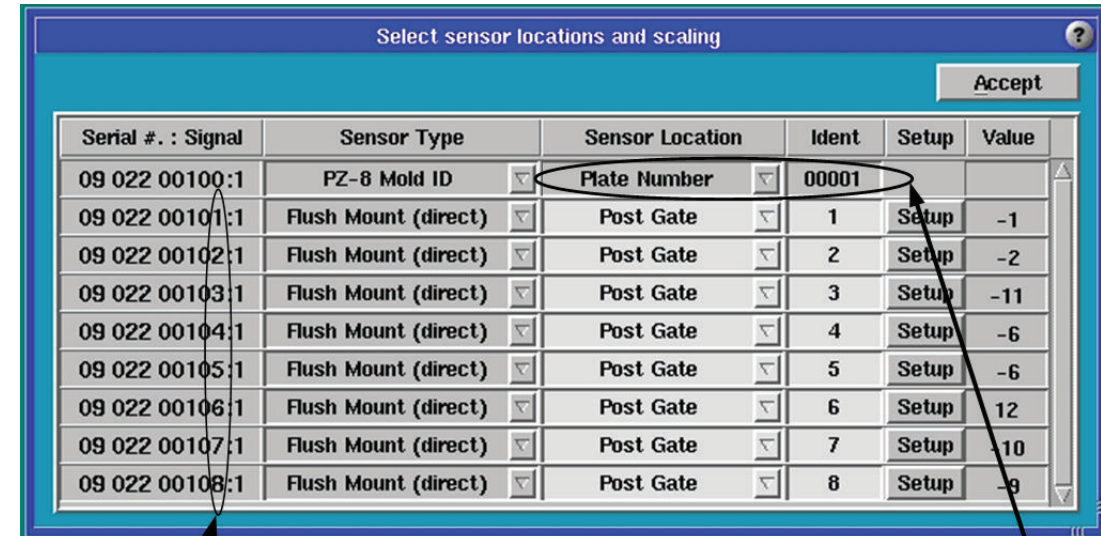 Select sensor locations and scaling ?
Accept
Serial #. : Signal Sensor Type Sensor Location Ident Setup Value
09 022 00100:1 PZ-8 Mold ID Plate Number 00001
09 022 00101:1 Flush Mount (direct) Post Gate 1 Setup -1
09 022 00102:1 Flush Mount (direct) Post Gate 2 Setup -2
09 022 00103:1 Flush Mount (direct) Post Gate 3 Setup -11
09 022 00104:1 Flush Mount (direct) Post Gate 4 Setup -6
09 022 00105:1 Flush Mount (direct) Post Gate 5 Setup -6
09 022 00106:1 Flush Mount (direct) Post Gate 6 Setup 12
09 022 00107:1 Flush Mount (direct) Post Gate 7 Setup -10
09 022 00108:1 Flush Mount (direct) Post Gate 8 Setup -9